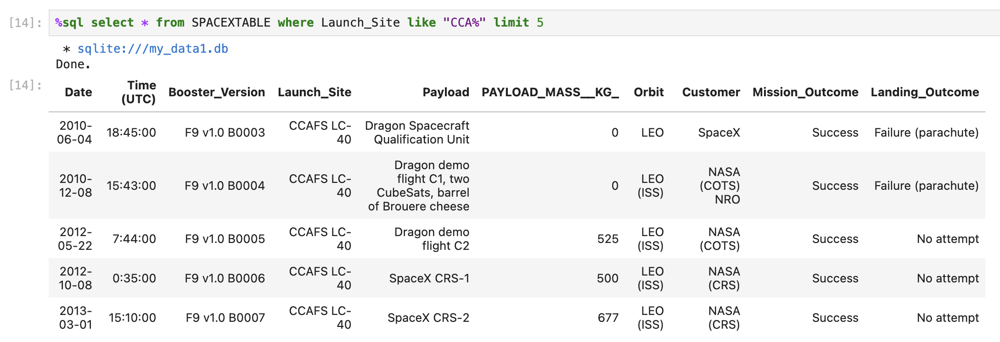 [14]: %sql select * from SPACEXTABLE where Launch_Site like "CCA%" limit 5
* sqlite:///my_data1.db
Done.
[14]:
Date Time (UTC) Booster_Version Launch_Site Payload PAYLOAD_MASS__KG_ Orbit Customer Mission_Outcome Landing_Outcome
2010-06-04 18:45:00 F9 v1.0 B0003 CCAFS LC-40 Dragon Spacecraft Qualification Unit 0 LEO SpaceX Success Failure (parachute)
2010-12-08 15:43:00 F9 v1.0 B0004 CCAFS LC-40 Dragon demo flight C1, two CubeSats, barrel of Brouere cheese 0 LEO (ISS) NASA (COTS) NRO Success Failure (parachute)
2012-05-22 7:44:00 F9 v1.0 B0005 CCAFS LC-40 Dragon demo flight C2 525 LEO (ISS) NASA (COTS) Success No attempt
2012-10-08 0:35:00 F9 v1.0 B0006 CCAFS LC-40 SpaceX CRS-1 500 LEO (ISS) NASA (CRS) Success No attempt
2013-03-01 15:10:00 F9 v1.0 B0007 CCAFS LC-40 SpaceX CRS-2 677 LEO (ISS) NASA (CRS) Success No attempt